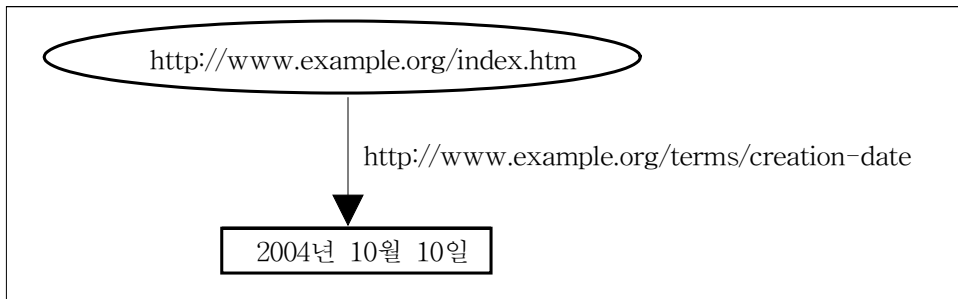 http://www.example.org/index.htm
http://www.example.org/terms/creation-date
2004년 10월 10일